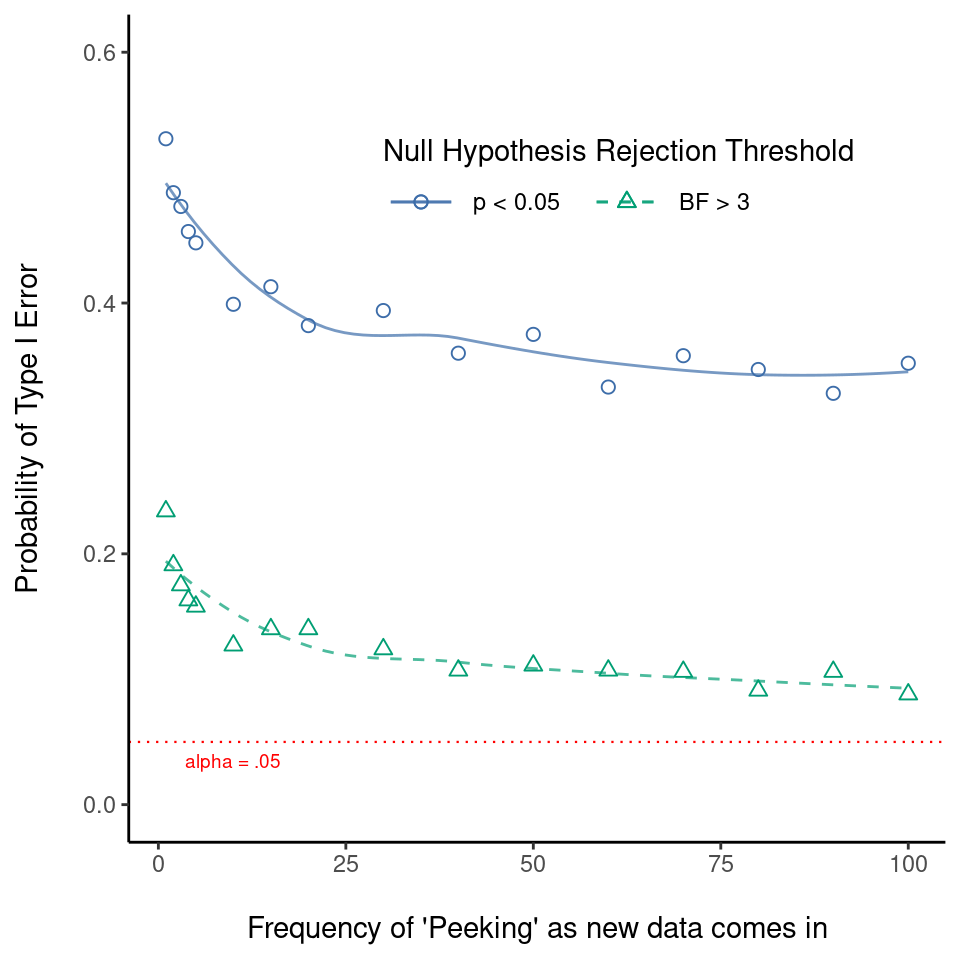 0.6
0.4
0.2
0.0
Probability of Type I Error
Null Hypothesis Rejection Threshold
p < 0.05 BF > 3
alpha = .05
0 25 50 75 100
Frequency of 'Peeking' as new data comes in